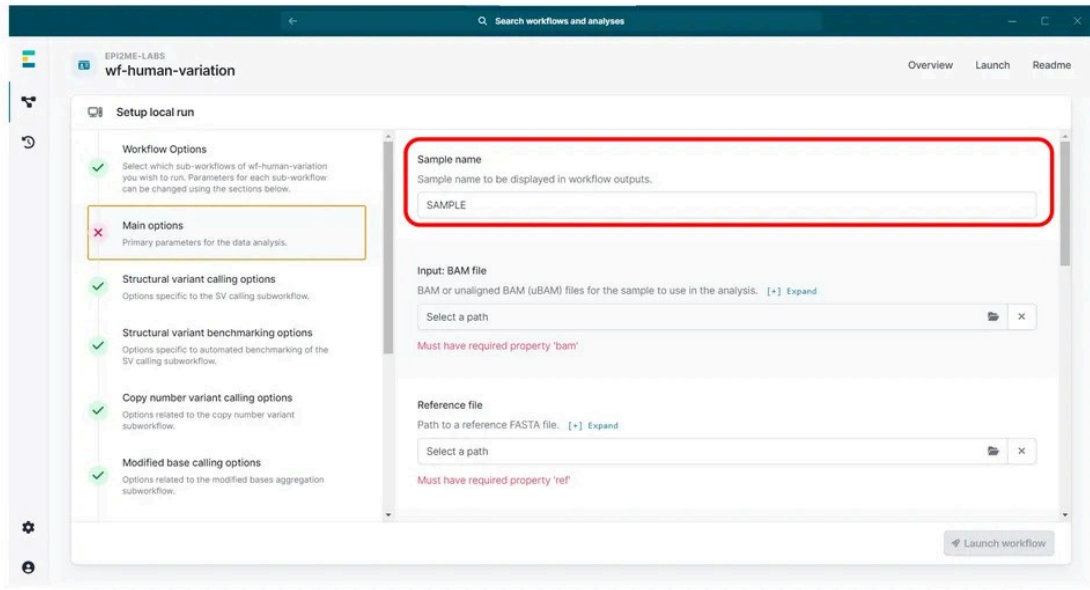 Search workflows and analyses
EPI2ME-LABS
wf-human-variation
Overview Launch Readme
Setup local run
Workflow Options
Select which sub-workflows of wf-human-variation
you wish to run. Parameters for each sub-workflow
can be changed using the sections below.
Main options
Primary parameters for the data analysis.
Structural variant calling options
Options specific to the SV calling subworkflow.
Structural variant benchmarking options
Options specific to automated benchmarking of the
SV calling subworkflow.
Copy number variant calling options
Options related to the copy number variant
subworkflow.
Modified base calling options
Options related to the modified bases aggregation
subworkflow.
Sample name
Sample name to be displayed in workflow outputs.
SAMPLE
Input: BAM file
BAM or unaligned BAM (uBAM) files for the sample to use in the analysis. [+] Expand
Select a path
Must have required property 'bam'
Reference file
Path to a reference FASTA file. [+] Expand
Select a path
Must have required property 'ref'
Launch workflow